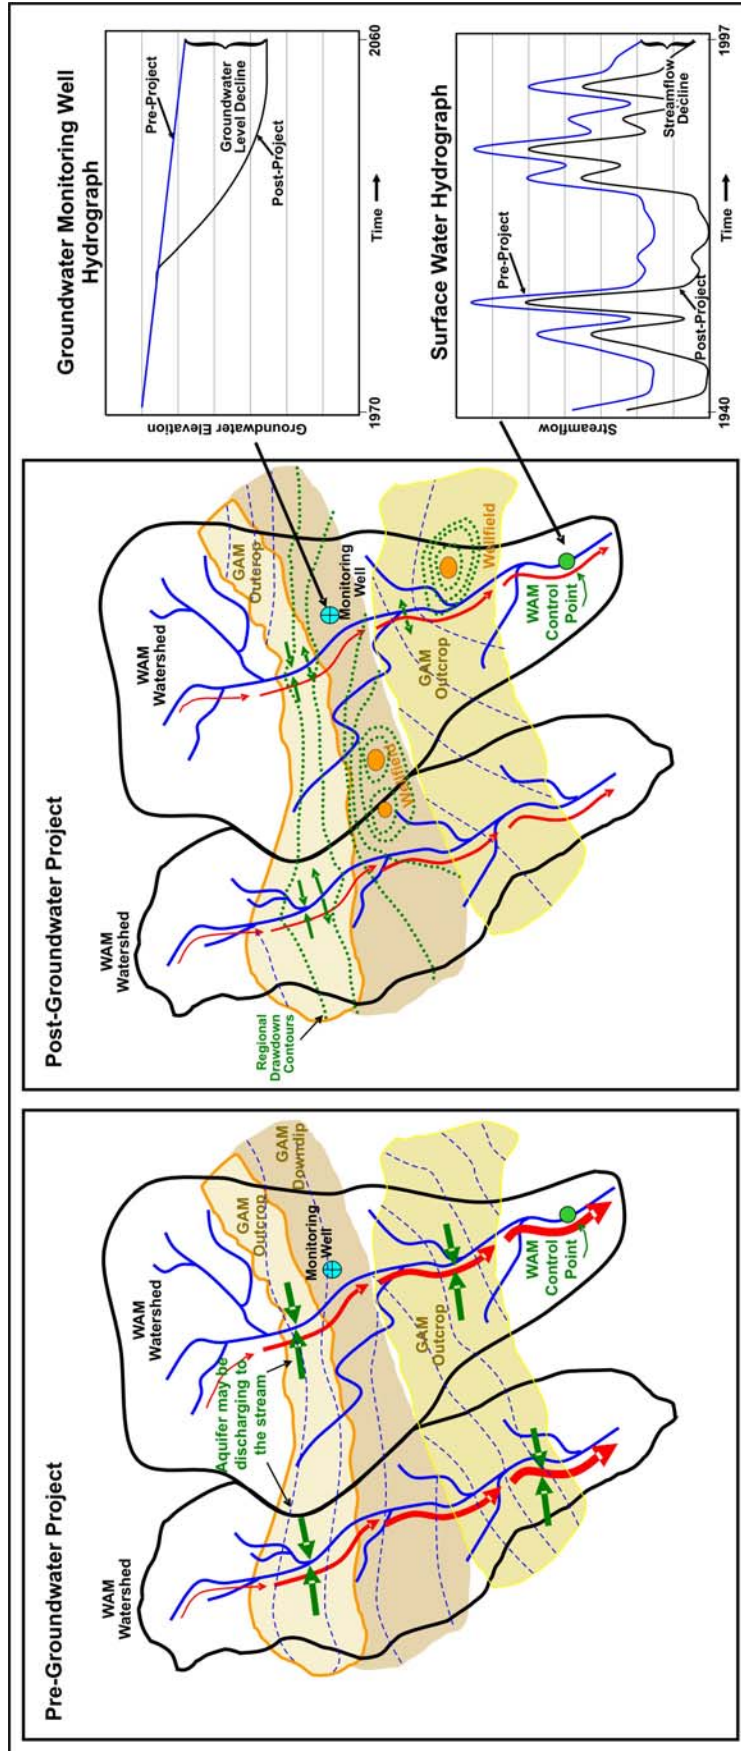 Pre-Groundwater Project
WAM
Watershed
WAM
Watershed
Aquifer may be
discharging to
the stream
GAM
Outcrop
GAM
Downdip
Monitoring
Well
GAM
Outcrop
WAM
Control
Point
Post-Groundwater Project
WAM
Watershed
WAM
Watershed
Regional
Drawdown
Contours
GAM
Outcrop
Monitoring
Well
Wellfield
GAM
Outcrop
Wellfield
WAM
Control
Point
Groundwater Monitoring Well
Hydrograph
Groundwater Elevation
Pre-Project
Groundwater
Level Decline
Post-Project
1970
Time
2060
Surface Water Hydrograph
Streamflow
Pre-Project
Post-Project
Streamflow
Decline
1940
Time
1997